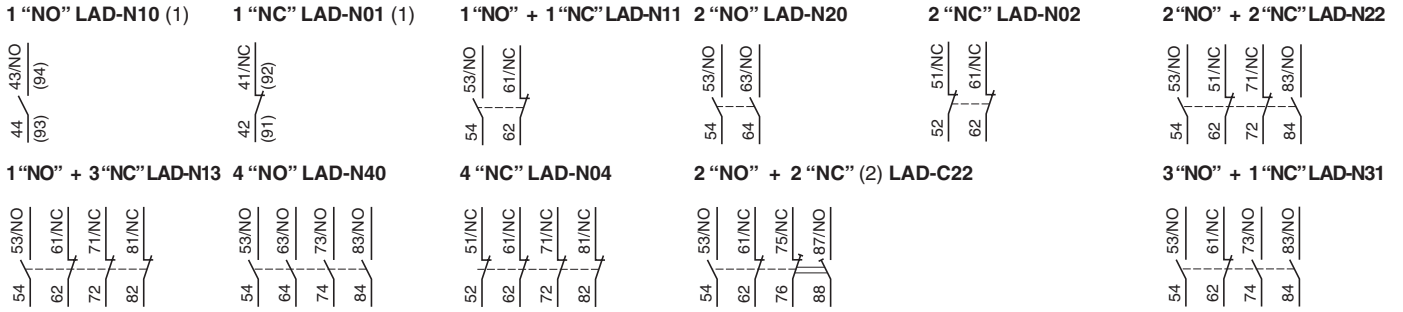 1 “NO” LAD-N10 (1) 1 “NC” LAD-N01 (1) 1 “NO” + 1 “NC” LAD-N11 2 “NO” LAD-N20 2 “NC” LAD-N02 2 “NO” + 2 “NC” LAD-N22
43/NO (94) 41/NC (92) 53/NO 61/NC 53/NO 63/NO 51/NC 61/NC 53/NO 51/NC 71/NC 83/NO
44 (93) 42 (91) 54 62 54 64 52 62 54 62 72 84
1 “NO” + 3 “NC” LAD-N13 4 “NO” LAD-N40 4 “NC” LAD-N04 2 “NO” + 2 “NC” (2) LAD-C22 3 “NO” + 1 “NC” LAD-N31
53/NO 61/NC 71/NC 81/NC 53/NO 63/NO 73/NO 83/NO 51/NC 61/NC 71/NC 81/NC 53/NO 61/NC 75/NC 87/NO 53/NO 61/NC 73/NO 83/NO
54 62 72 82 54 64 74 84 52 62 72 82 54 62 76 88 54 62 74 84